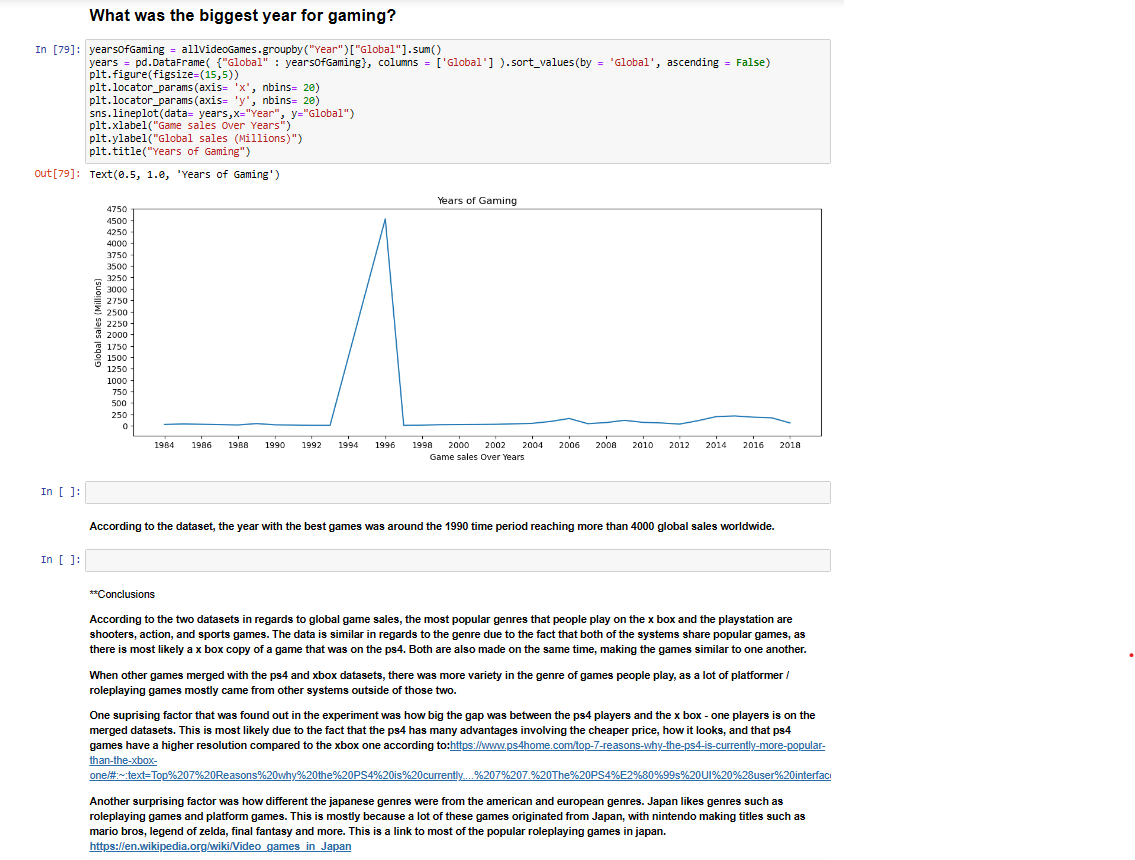 What was the biggest year for gaming?
In [79]:
yearsOfGaming = allVideoGames.groupby("Year")["Global"].sum()
years = pd.DataFrame( {"Global" : yearsOfGaming}, columns = ['Global'] ).sort_values(by = 'Global', ascending = False)
plt.figure(figsize=(15,5))
plt.locator_params(axis= 'x', nbins= 20)
plt.locator_params(axis= 'y', nbins= 20)
sns.lineplot(data= years,x="Year", y="Global")
plt.xlabel("Game sales Over Years")
plt.ylabel("Global sales (Millions)")
plt.title("Years of Gaming")
Out[79]: Text(0.5, 1.0, 'Years of Gaming')
Years of Gaming
4750
4500
4250
4000
3750
3500
3250
3000
2750
2500
2250
2000
1750
1500
1250
1000
750
500
250
0
Global sales (Millions)
1984 1986 1988 1990 1992 1994 1996 1998 2000 2002 2004 2006 2008 2010 2012 2014 2016 2018
Game sales Over Years
In [ ]:
According to the dataset, the year with the best games was around the 1990 time period reaching more than 4000 global sales worldwide.
In [ ]:
**Conclusions
According to the two datasets in regards to global game sales, the most popular genres that people play on the x box and the playstation are
shooters, action, and sports games. The data is similar in regards to the genre due to the fact that both of the systems share popular games, as
there is most likely a x box copy of a game that was on the ps4. Both are also made on the same time, making the games similar to one another.
When other games merged with the ps4 and xbox datasets, there was more variety in the genre of games people play, as a lot of platformer /
roleplaying games mostly came from other systems outside of those two.
One suprising factor that was found out in the experiment was how big the gap was between the ps4 players and the x box - one players is on the
merged datasets. This is most likely due to the fact that the ps4 has many advantages involving the cheaper price, how it looks, and that ps4
games have a higher resolution compared to the xbox one according to:https://www.ps4home.com/top-7-reasons-why-the-ps4-is-currently-more-popular-
than-the-xbox-
one/#:~:text=Top%207%20Reasons%20why%20the%20PS4%20is%20currently,...%207%207.%20The%20PS4%E2%80%99s%20UI%20%28user%20interfac
Another surprising factor was how different the japanese genres were from the american and european genres. Japan likes genres such as
roleplaying games and platform games. This is mostly because a lot of these games originated from Japan, with nintendo making titles such as
mario bros, legend of zelda, final fantasy and more. This is a link to most of the popular roleplaying games in japan.
https://en.wikipedia.org/wiki/Video_games_in_Japan